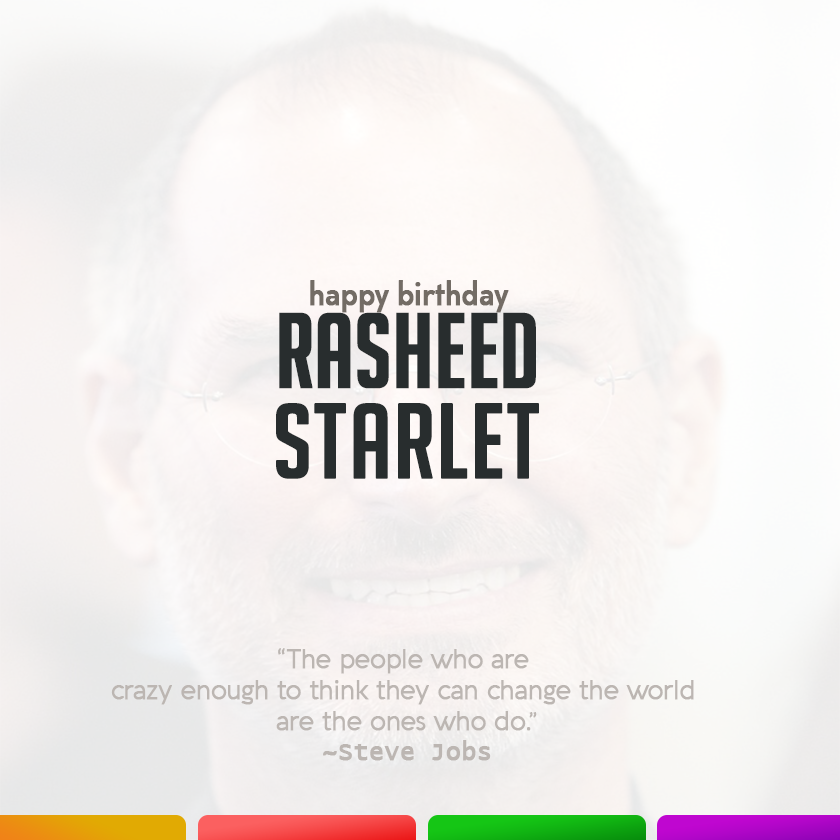 happy birthday
RASHEED
STARLET
“The people who are
crazy enough to think they can change the world
are the ones who do.”
~Steve Jobs